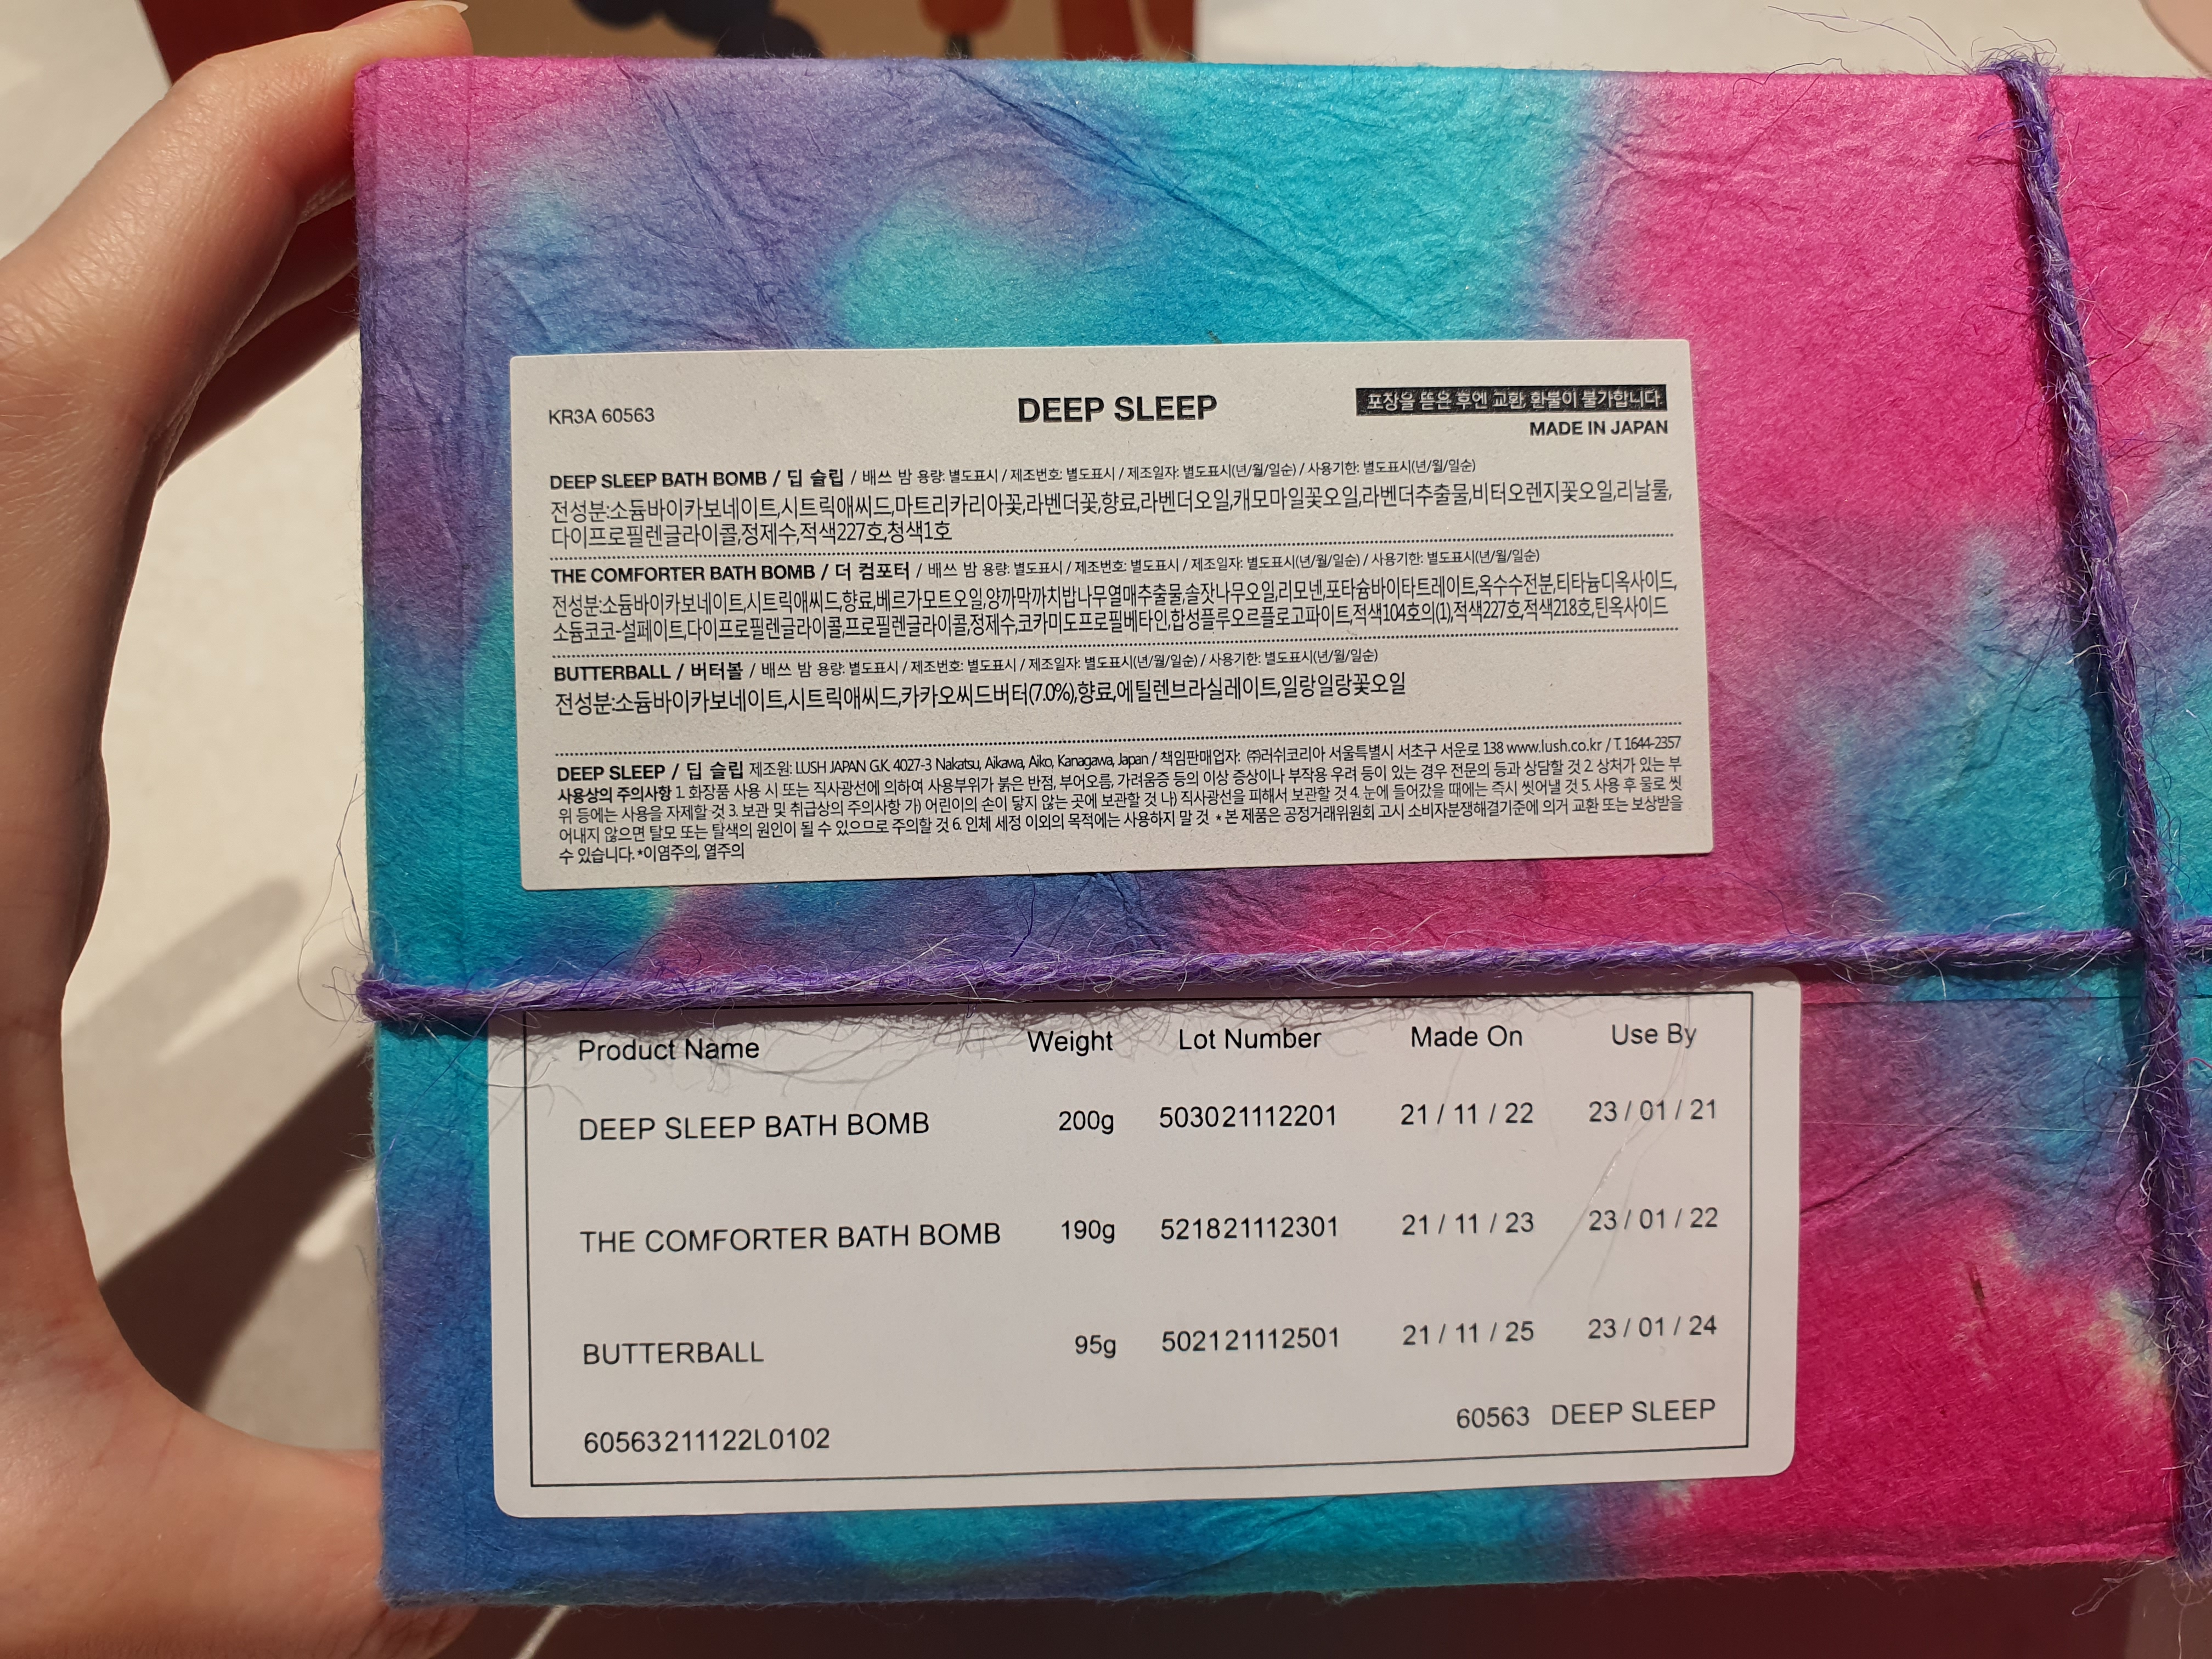 KR3A 60563
DEEP SLEEP
포장을 뜯은 후엔 교환, 환불이 불가합니다.
MADE IN JAPAN
DEEP SLEEP BATH BOMB / 딥 슬립 / 배쓰 밤 용량: 별도표시 / 제조번호: 별도표시 / 제조일자: 별도표시(년/월/일순) / 사용기한: 별도표시(년/월/일순)
전성분:소듐바이카보네이트,시트릭애씨드,마트리카리아꽃,라벤더꽃,향료,라벤더오일,캐모마일꽃오일,라벤더추출물,비터오렌지꽃오일,리날룰,
다이프로필렌글라이콜,정제수,적색227호,청색1호
THE COMFORTER BATH BOMB / 더 컴포터 / 배쓰 밤 용량: 별도표시 / 제조번호: 별도표시 / 제조일자: 별도표시(년/월/일순) / 사용기한: 별도표시(년/월/일순)
전성분:소듐바이카보네이트,시트릭애씨드,향료,베르가모트오일,양까막까치밥나무열매추출물,솔잣나무오일,리모넨,포타슘바이타트레이트,옥수수전분,티타늄디옥사이드,
소듐코코-설페이트,다이프로필렌글라이콜,프로필렌글라이콜,정제수,코카미도프로필베타인,합성플루오르플로고파이트,적색104호의(1),적색227호,적색218호,틴옥사이드
BUTTERBALL / 버터볼 / 배쓰 밤 용량: 별도표시 / 제조번호: 별도표시 / 제조일자: 별도표시(년/월/일순) / 사용기한: 별도표시(년/월/일순)
전성분:소듐바이카보네이트,시트릭애씨드,카카오씨드버터(7.0%),향료,에틸렌브라실레이트,일랑일랑꽃오일
DEEP SLEEP / 딥 슬립 제조원: LUSH JAPAN G.K. 4027-3 Nakatsu, Aikawa, Aiko, Kanagawa, Japan / 책임판매업자: ㈜러쉬코리아 서울특별시 서초구 서운로 138 www.lush.co.kr / T. 1644-2357
사용상의 주의사항 1. 화장품 사용 시 또는 직사광선에 의하여 사용부위가 붉은 반점, 부어오름, 가려움증 등의 이상 증상이나 부작용 우려 등이 있는 경우 전문의 등과 상담할 것 2. 상처가 있는 부
위 등에는 사용을 자제할 것 3. 보관 및 취급상의 주의사항 가) 어린이의 손이 닿지 않는 곳에 보관할 것 나) 직사광선을 피해서 보관할 것 4. 눈에 들어갔을 때에는 즉시 씻어낼 것 5. 사용 후 물로 씻
어내지 않으면 탈모 또는 탈색의 원인이 될 수 있으므로 주의할 것 6. 인체 세정 이외의 목적에는 사용하지 말 것 * 본 제품은 공정거래위원회 고시 소비자분쟁해결기준에 의거 교환 또는 보상받을
수 있습니다. *이염주의, 열주의
Product Name Weight Lot Number Made On Use By
DEEP SLEEP BATH BOMB 200g 503021112201 21 / 11 / 22 23 / 01 / 21
THE COMFORTER BATH BOMB 190g 521821112301 21 / 11 / 23 23 / 01 / 22
BUTTERBALL 95g 502121112501 21 / 11 / 25 23 / 01 / 24
60563 DEEP SLEEP
60563211122L0102